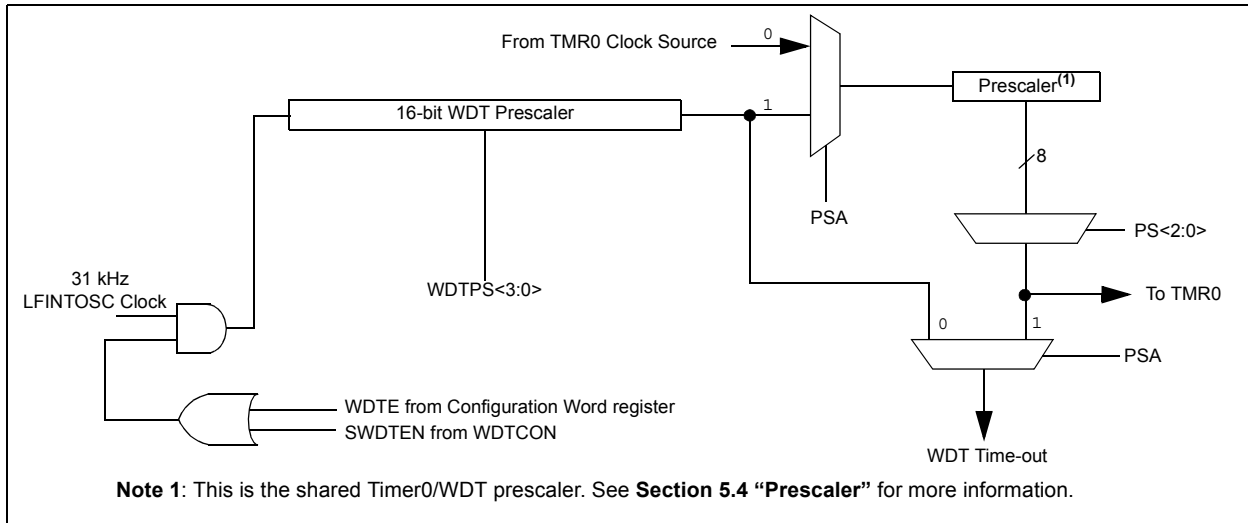 From TMR0 Clock Source
0
16-bit WDT Prescaler
1
Prescaler(1)
8
PSA
PS<2:0>
31 kHz
LFINTOSC Clock
WDTPS<3:0>
To TMR0
0
1
PSA
WDTE from Configuration Word register
SWDTEN from WDTCON
WDT Time-out
Note 1: This is the shared Timer0/WDT prescaler. See Section 5.4 “Prescaler” for more information.